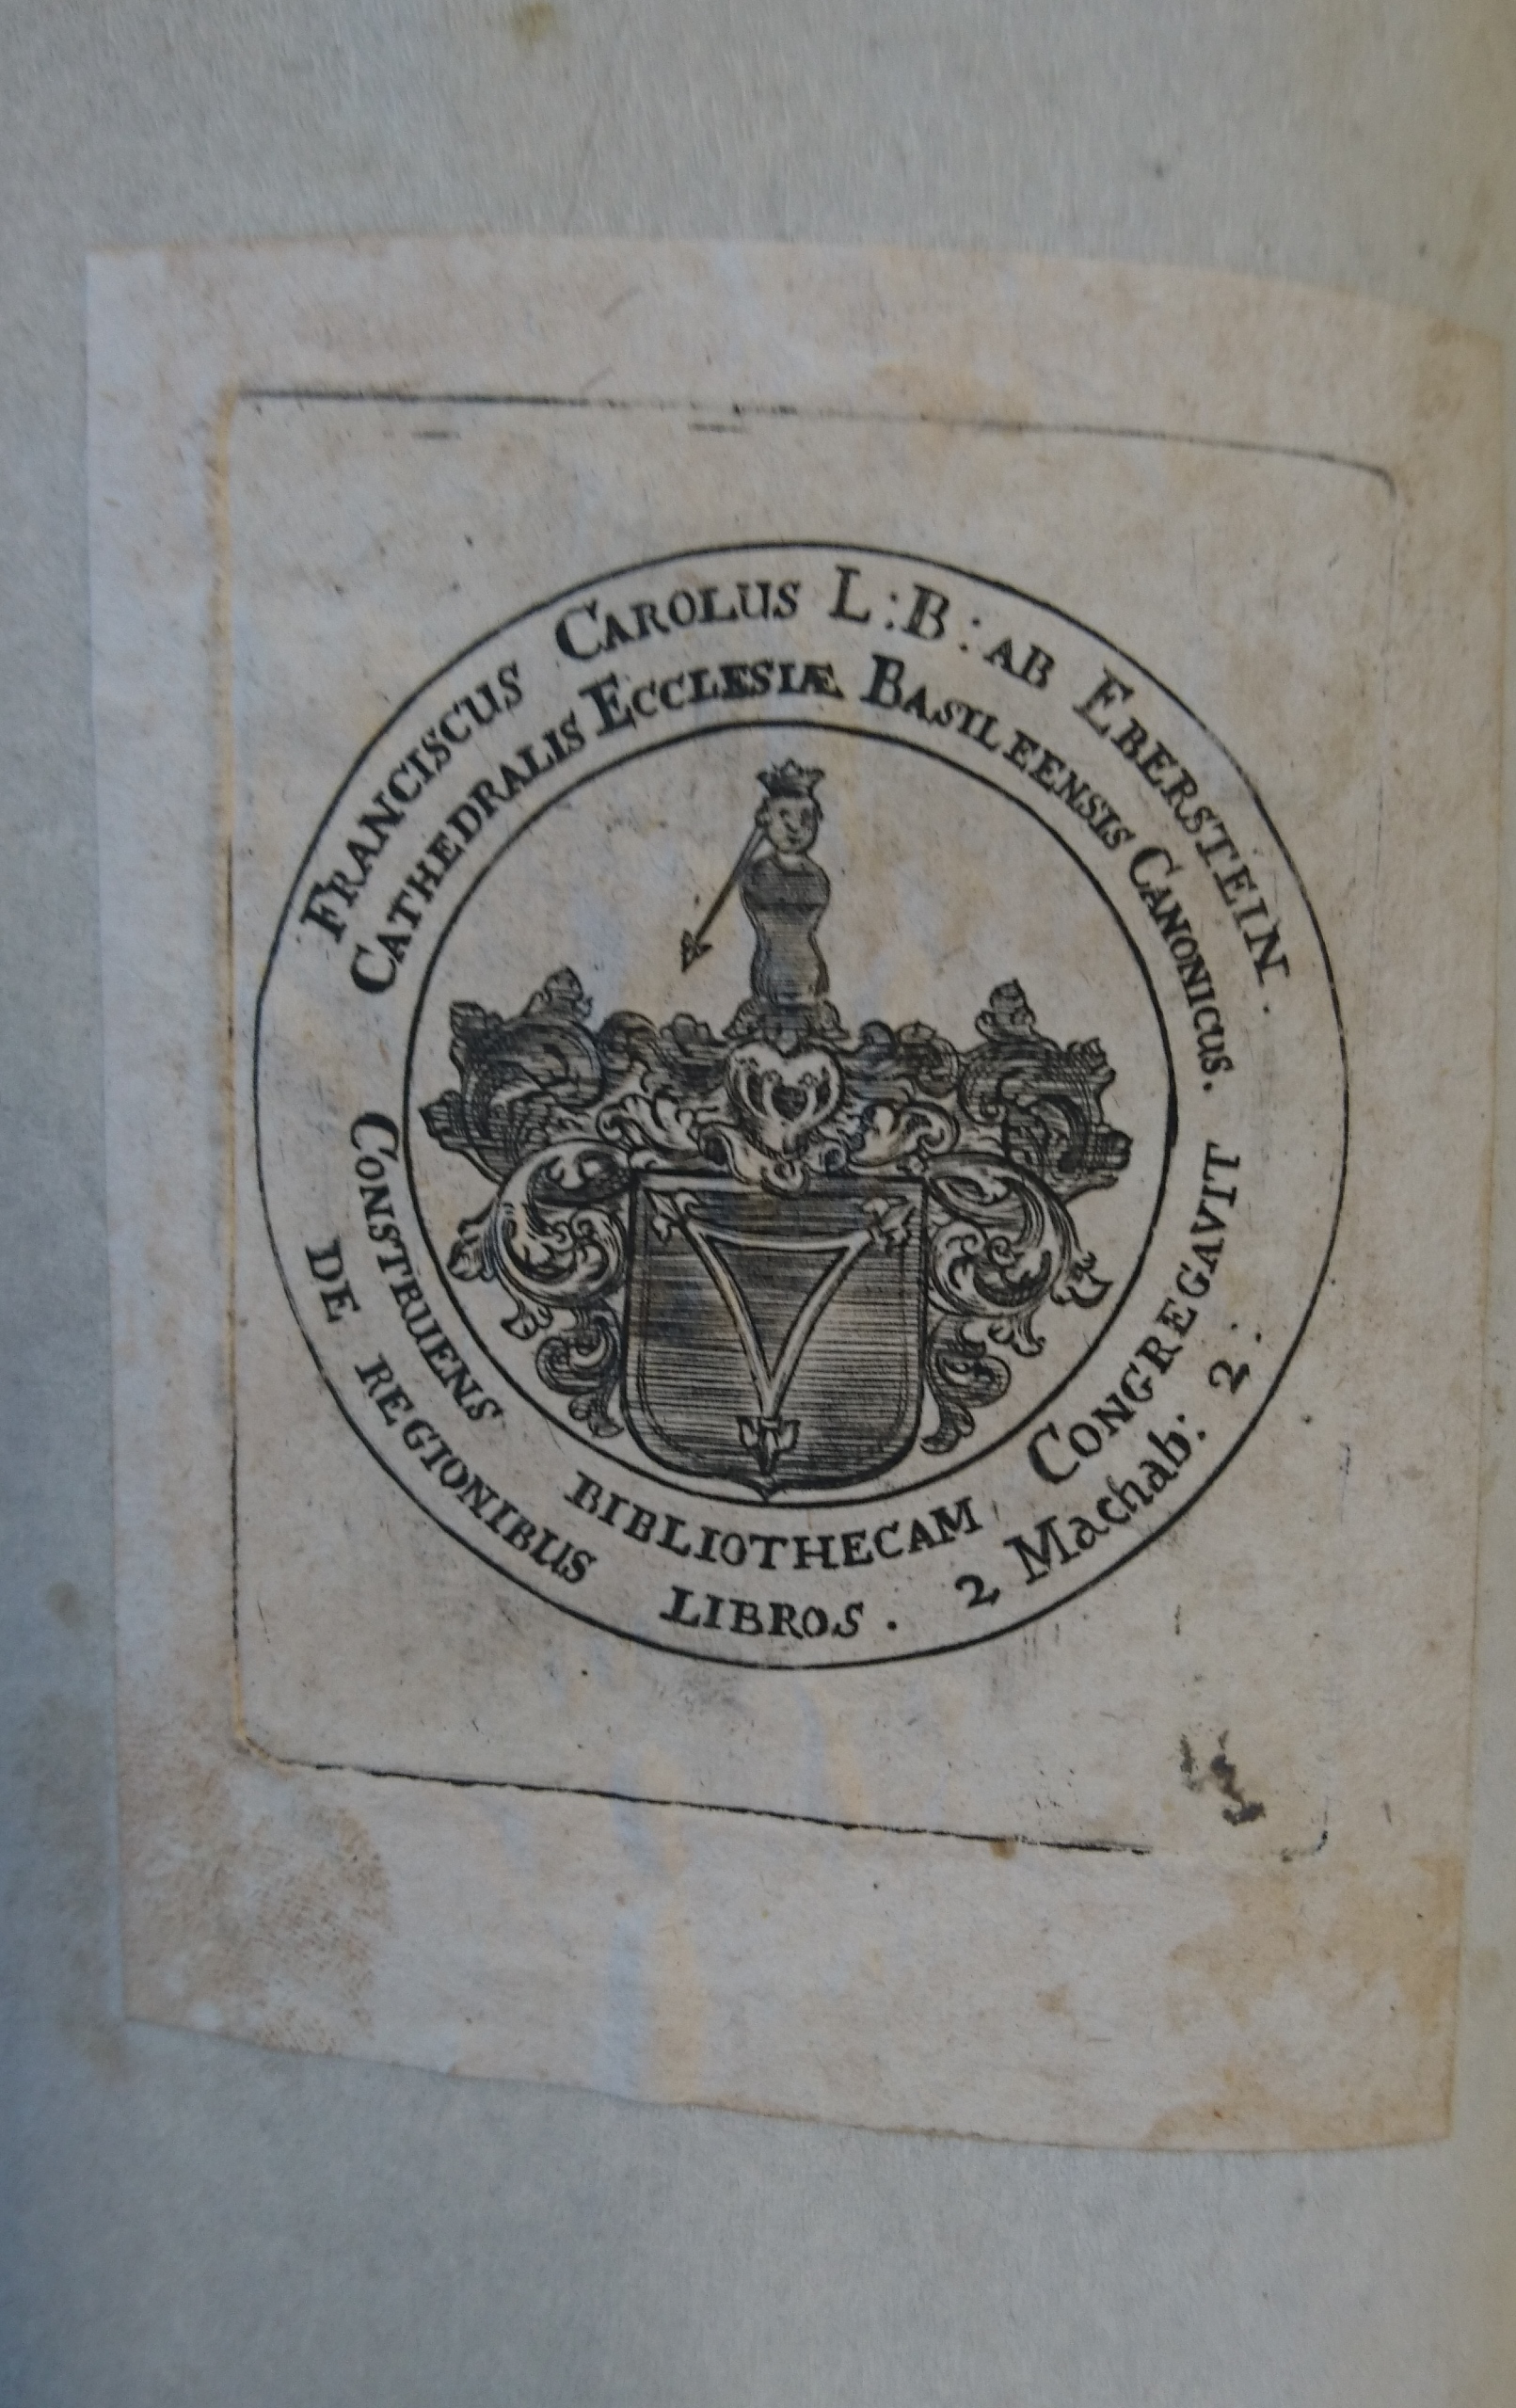 FRANCISCUS CAROLUS L:B: AB EBERSTEIN.
CATHEDRALIS ECCLESIÆ BASILEENSIS CANONICUS.
CONSTRUENS BIBLIOTHECAM CONGREGAVIT
DE REGIONIBUS LIBROS. 2 Machab: 2: